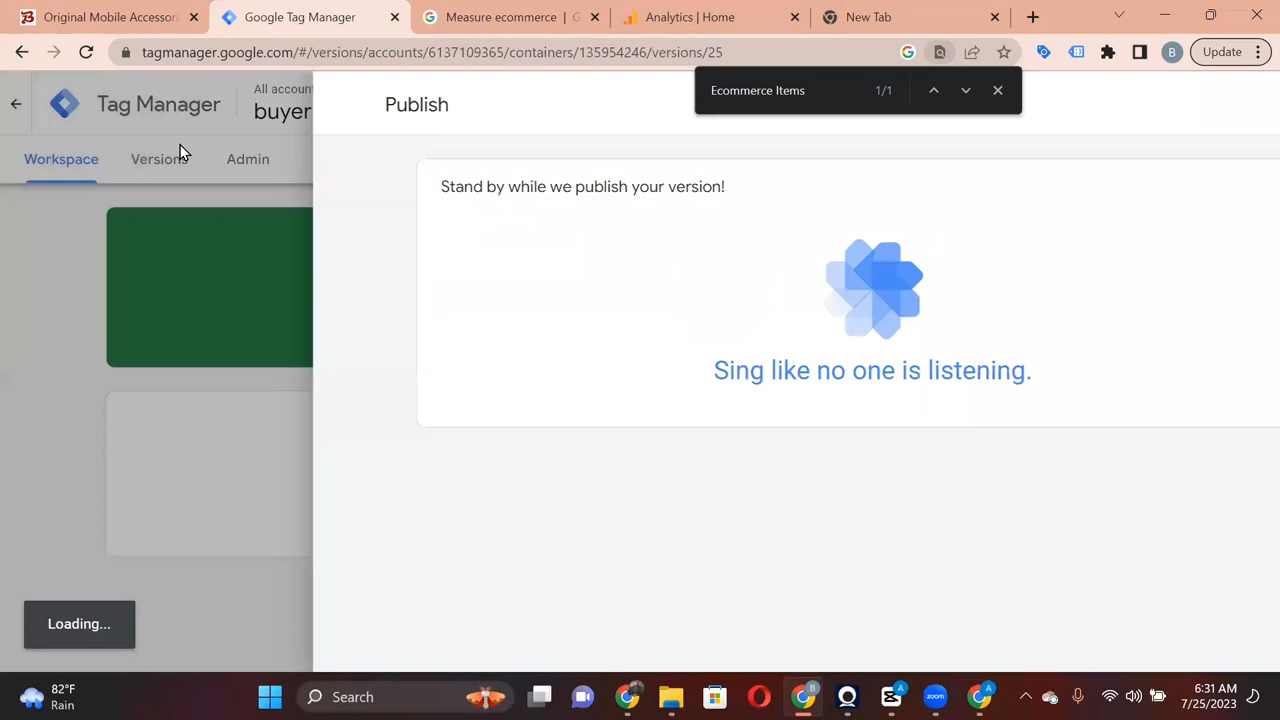 Original Mobile Accessor
Google Tag Manager
Measure ecommerce | G
Analytics | Home
New Tab
tagmanager.google.com/#/versions/accounts/6137109365/containers/135954246/versions/25
B
Update
Ecommerce Items 1/1
Tag Manager
All accoun
buyer
Publish
Workspace
Versions
Admin
Stand by while we publish your version!
Sing like no one is listening.
Loading...
82°F
Rain
Search
B
A
zoom
A
A
6:31 AM
7/25/2023